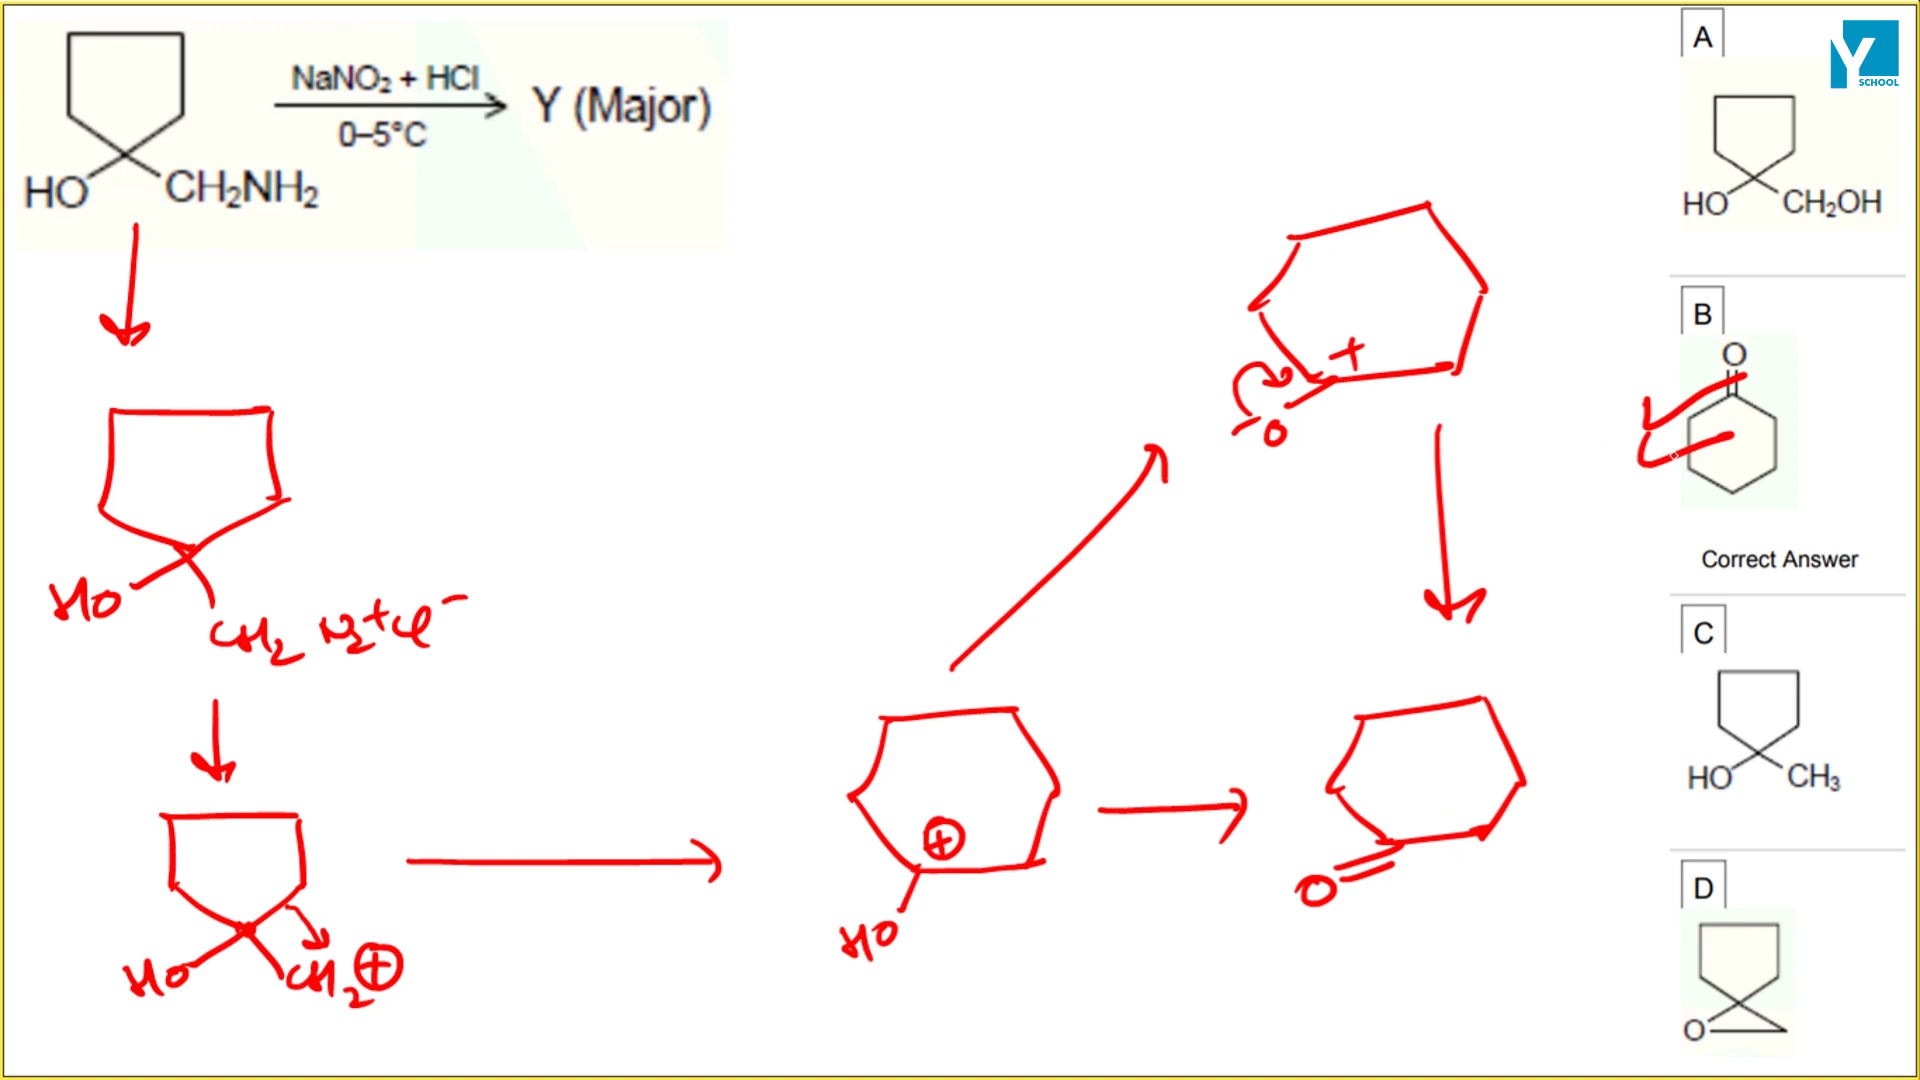 NaNO₂ + HCl
0–5°C
Y (Major)
HO
CH₂NH₂
HO
CH₂ N₂⁺Cl⁻
HO
CH₂ ⊕
⊕
HO
O
+
–O
A
HO
CH₂OH
Y
SCHOOL
B
O
Correct Answer
C
HO
CH₃
D
O